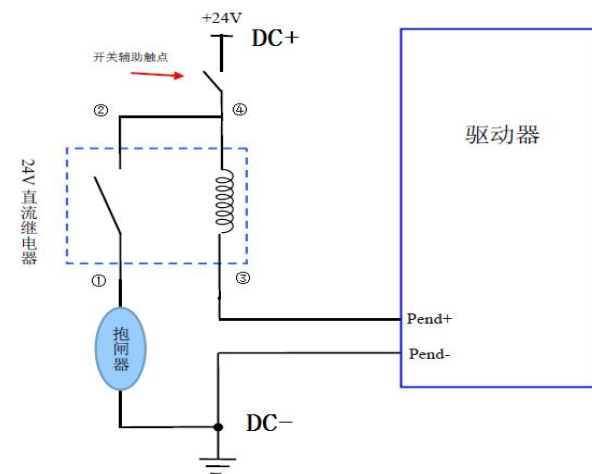 +24V
DC+
开关辅助触点
②
④
驱动器
24V 直流继电器
①
③
Pend+
抱闸器
Pend-
DC-